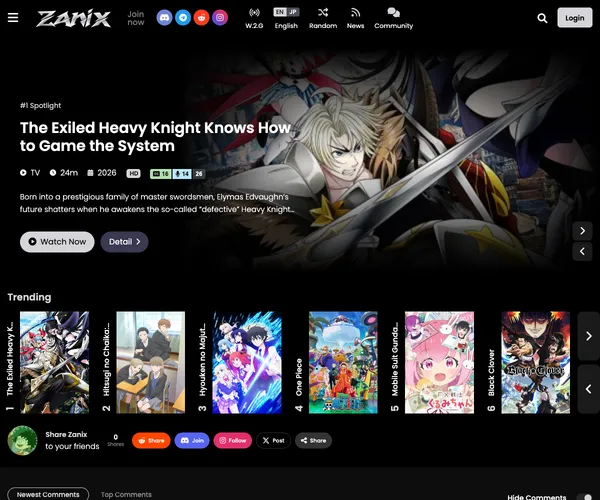 ZANIX
Join now
W.2.G
EN JP
English
Random
News
Community
Login
#1 Spotlight
The Exiled Heavy Knight Knows How
to Game the System
TV 24m 2026 HD 16 14 26
Born into a prestigious family of master swordsmen, Elymas Edvaughn's
future shatters when he awakens the so-called "defective" Heavy Knight...
Watch Now
Detail
Trending
1 The Exiled Heavy K...
2 Hitsugi no Chaika:...
3 Hyouken no Majut...
4 One Piece
5 Mobile Suit Gunda...
6 Black Clover
Black Clover
Share Zanix
to your friends
0
Shares
Share
Join
Follow
Post
Share
Newest Comments
Top Comments
Hide Comments